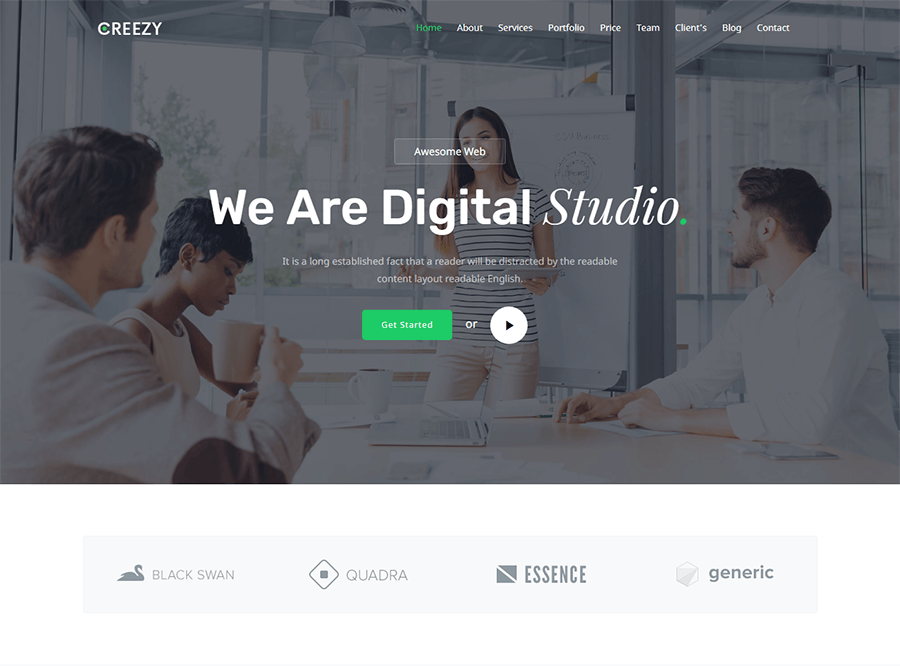 CREEZY
Home About Services Portfolio Price Team Client's Blog Contact
Awesome Web
We Are Digital Studio.
It is a long established fact that a reader will be distracted by the readable
content layout readable English.
Get Started or
BLACK SWAN QUADRA ESSENCE generic